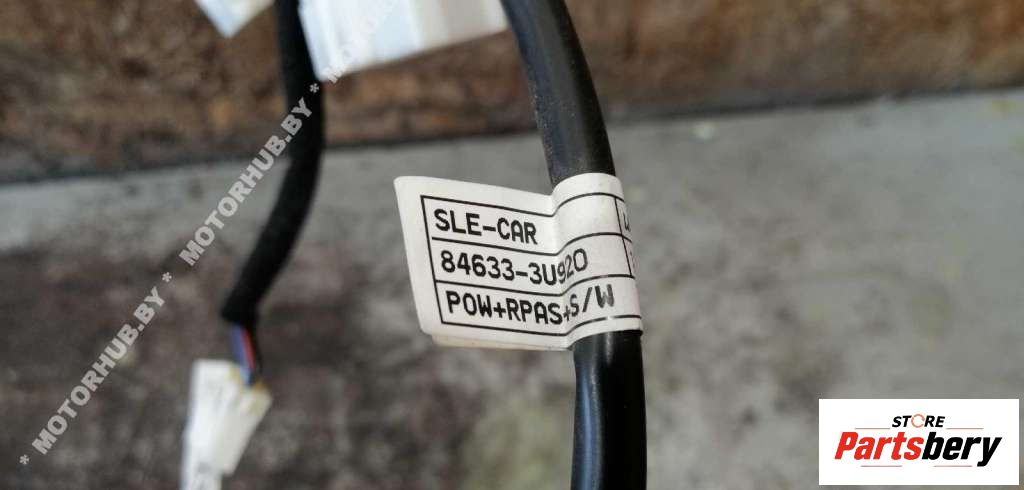 SLE-CAR
84633-3U920
POW+RPAS+S/W
* MOTORHUB.BY * MOTORHUB.BY * MOTORHUB.BY *
STORE
Partsbery